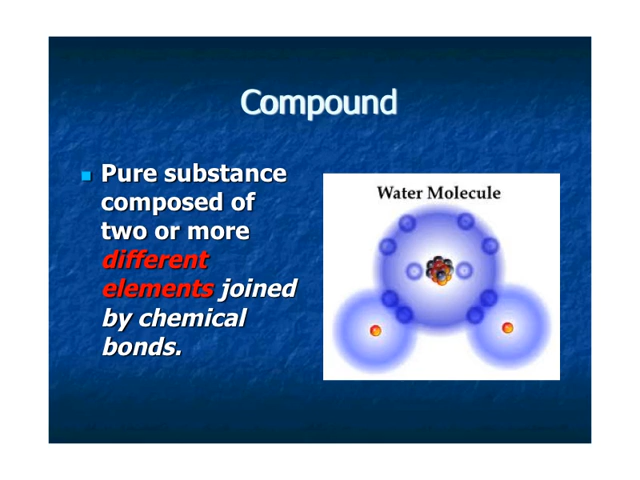 Compound
Pure substance
composed of
two or more
different
elements joined
by chemical
bonds.
Water Molecule